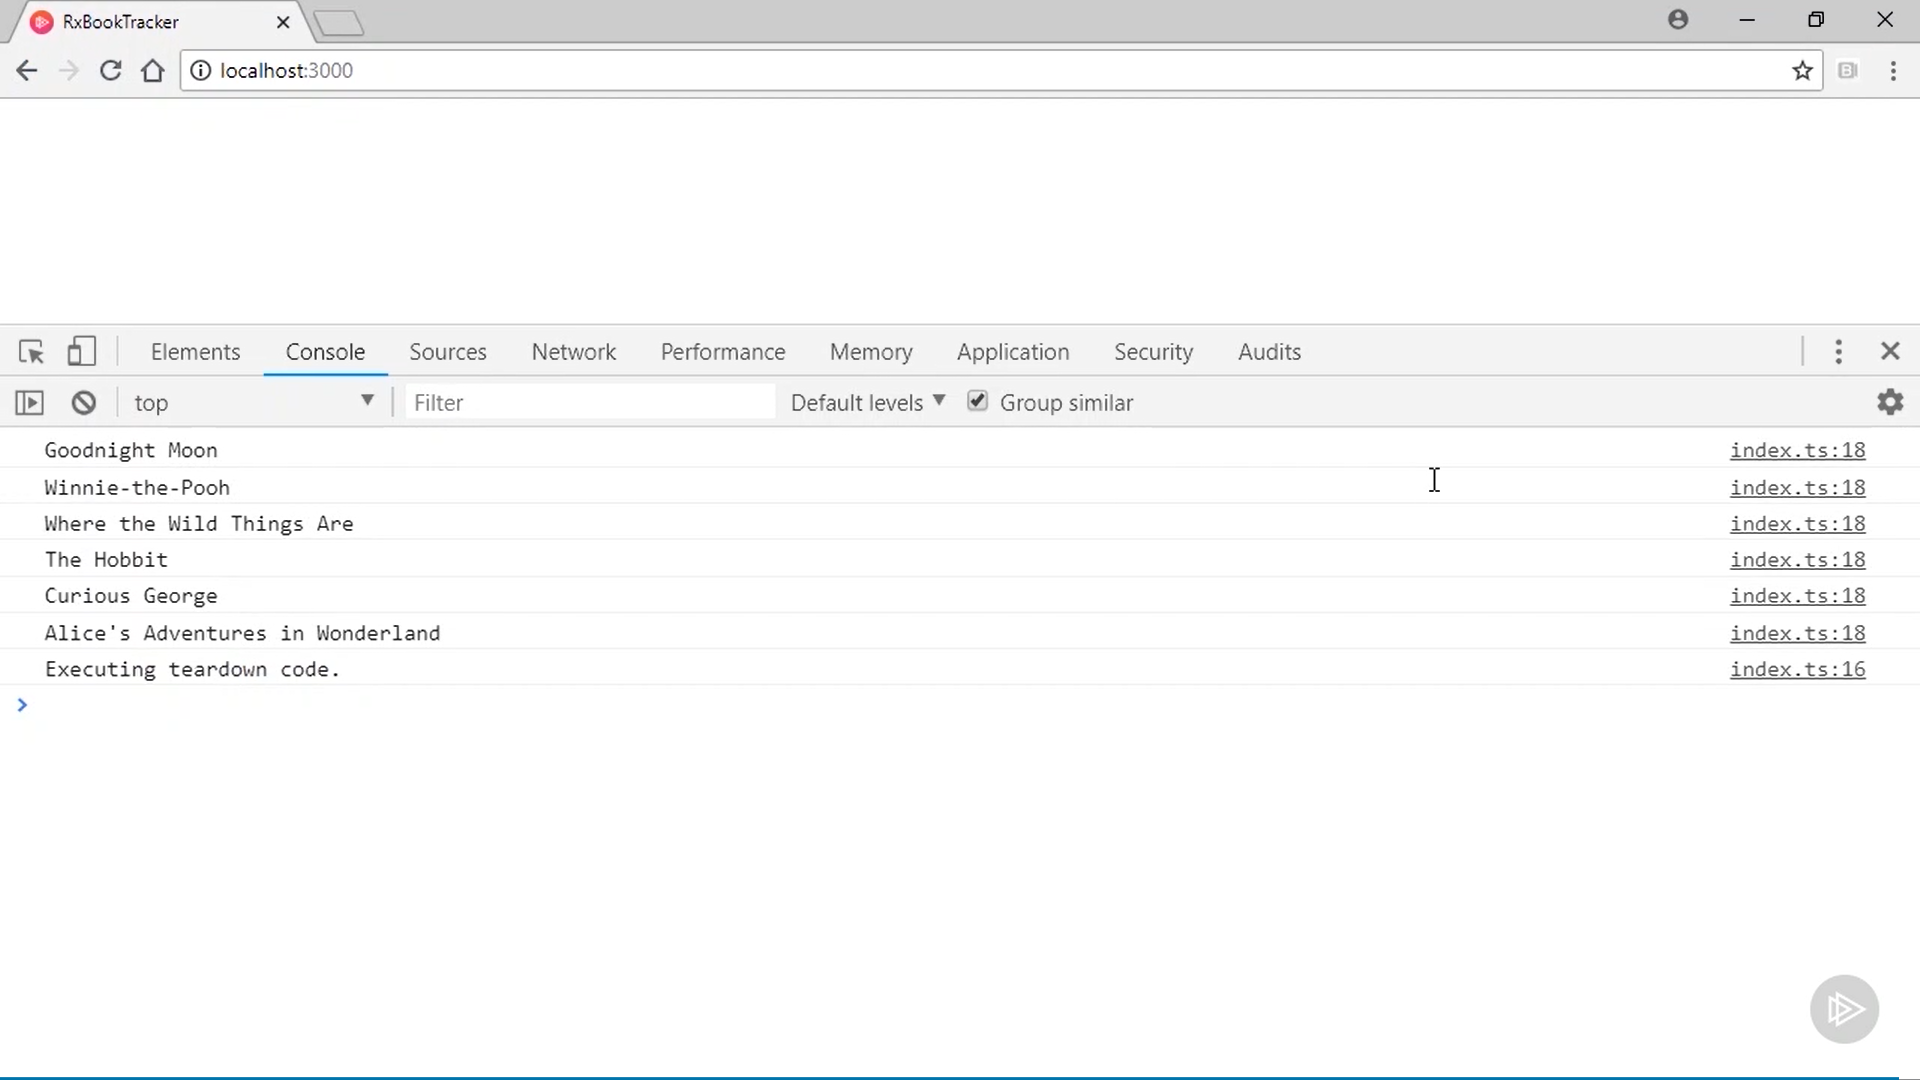 RxBookTracker
localhost:3000
Elements Console Sources Network Performance Memory Application Security Audits
top Filter Default levels Group similar
Goodnight Moon index.ts:18
Winnie-the-Pooh index.ts:18
Where the Wild Things Are index.ts:18
The Hobbit index.ts:18
Curious George index.ts:18
Alice's Adventures in Wonderland index.ts:18
Executing teardown code. index.ts:16